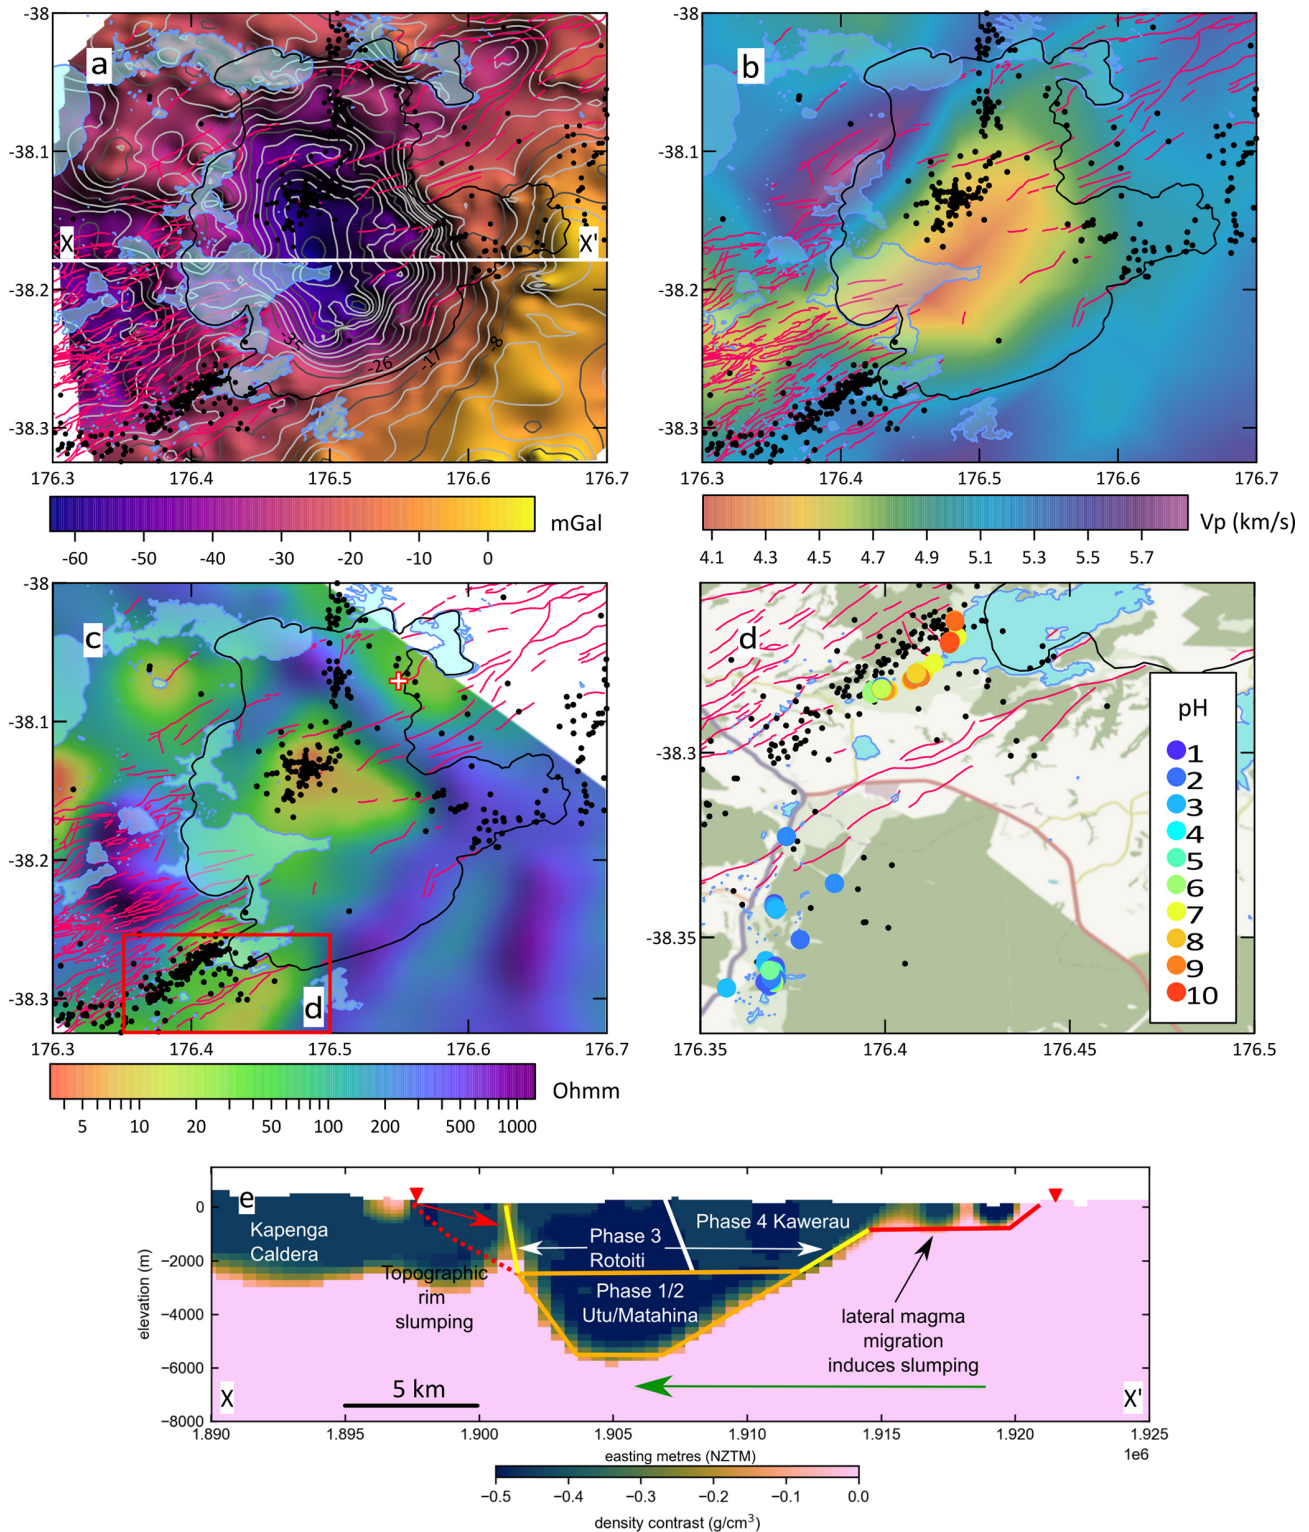 a
-38
-38.1
-38.2
-38.3
X
X'
-35
-26
-17
-8
176.3
176.4
176.5
176.6
176.7
mGal
-60
-50
-40
-30
-20
-10
0
b
-38
-38.1
-38.2
-38.3
176.3
176.4
176.5
176.6
176.7
Vp (km/s)
4.1
4.3
4.5
4.7
4.9
5.1
5.3
5.5
5.7
c
-38
-38.1
-38.2
-38.3
d
176.3
176.4
176.5
176.6
176.7
Ohmm
5
10
20
50
100
200
500
1000
d
-38.3
-38.35
pH
1
2
3
4
5
6
7
8
9
10
176.35
176.4
176.45
176.5
e
elevation (m)
0
−2000
−4000
−6000
−8000
Kapenga
Caldera
Topographic
rim
slumping
Phase 3
Rotoiti
Phase 4 Kawerau
Phase 1/2
Utu/Matahina
lateral magma
migration
induces slumping
5 km
X
X'
1.890
1.895
1.900
1.905
1.910
1.915
1.920
1.925
1e6
easting metres (NZTM)
−0.5
−0.4
−0.3
−0.2
−0.1
0.0
density contrast (g/cm³)